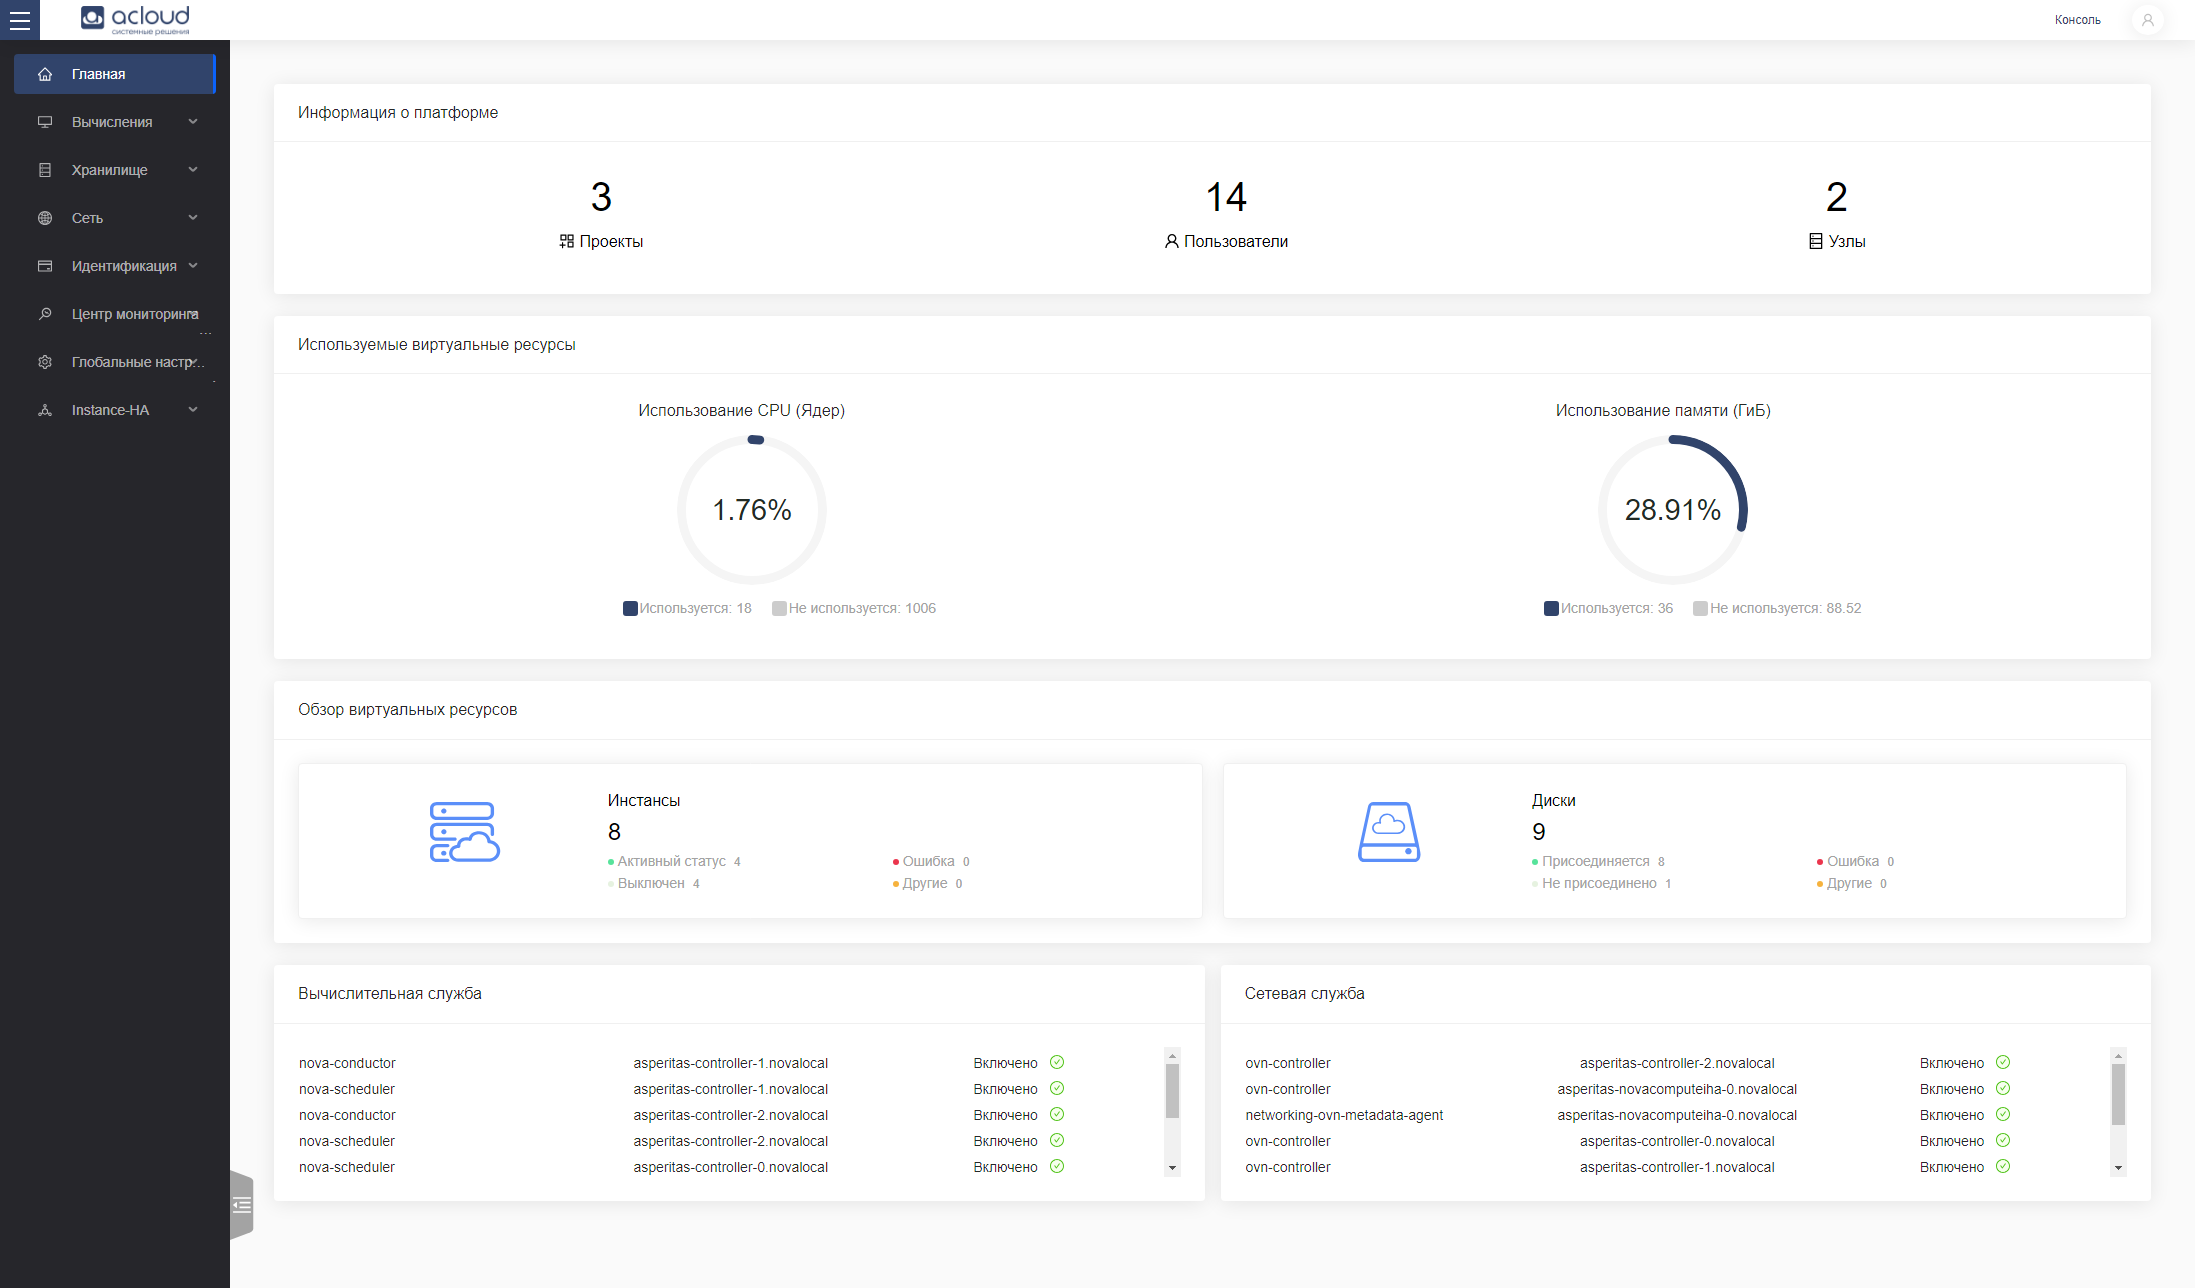 acloud
системные решения
Консоль
Главная
Вычисления
Хранилище
Сеть
Идентификация
Центр мониторинга
...
Глобальные настр...
Instance-HA
Информация о платформе
3
Проекты
14
Пользователи
2
Узлы
Используемые виртуальные ресурсы
Использование CPU (Ядер)
1.76%
Используется: 18 Не используется: 1006
Использование памяти (ГиБ)
28.91%
Используется: 36 Не используется: 88.52
Обзор виртуальных ресурсов
Инстансы
8
Активный статус 4 Ошибка 0
Выключен 4 Другие 0
Диски
9
Присоединяется 8 Ошибка 0
Не присоединено 1 Другие 0
Вычислительная служба
nova-conductor asperitas-controller-1.novalocal Включено
nova-scheduler asperitas-controller-1.novalocal Включено
nova-conductor asperitas-controller-2.novalocal Включено
nova-scheduler asperitas-controller-2.novalocal Включено
nova-scheduler asperitas-controller-0.novalocal Включено
Сетевая служба
ovn-controller asperitas-controller-2.novalocal Включено
ovn-controller asperitas-novacomputeiha-0.novalocal Включено
networking-ovn-metadata-agent asperitas-novacomputeiha-0.novalocal Включено
ovn-controller asperitas-controller-0.novalocal Включено
ovn-controller asperitas-controller-1.novalocal Включено